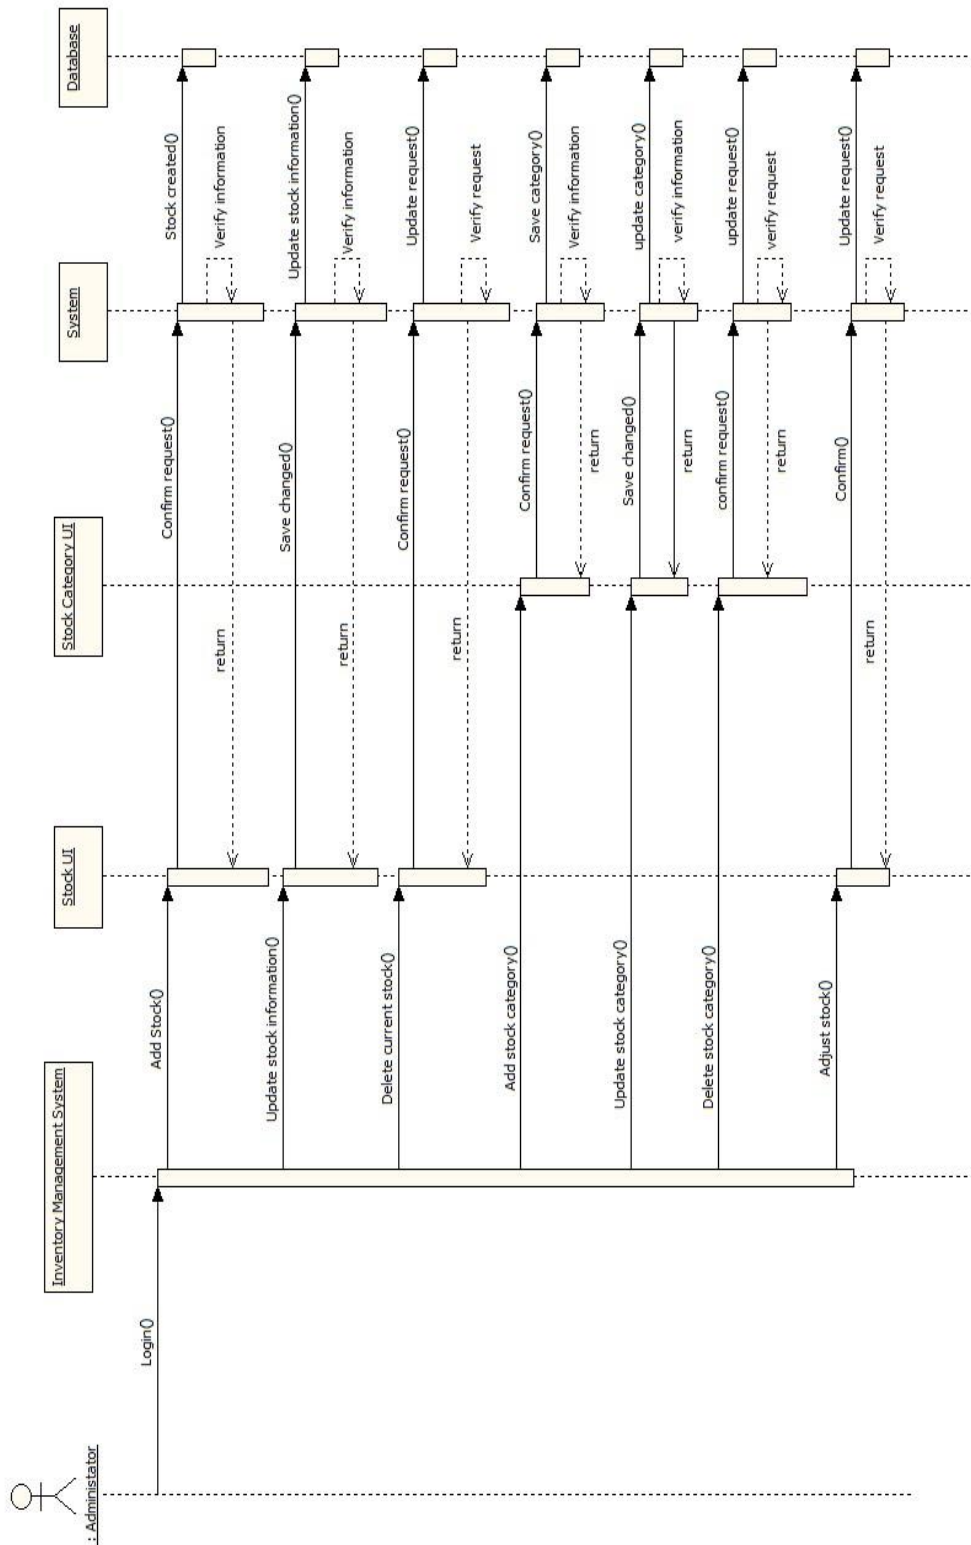 : Administator
Inventory Management System
Stock UI
Stock Category UI
System
Database
Login()
Add Stock()
Confirm request()
Stock created()
Verify information
return
Update stock information()
Save changed()
Update stock information()
Verify information
return
Delete current stock()
Confirm request()
Update request()
Verify request
return
Add stock category()
Confirm request()
Save category()
Verify information
return
Update stock category()
Save changed()
update category()
verify information
return
Delete stock category()
confirm request()
update request()
verify request
return
Adjust stock()
Confirm()
Update request()
Verify request
return